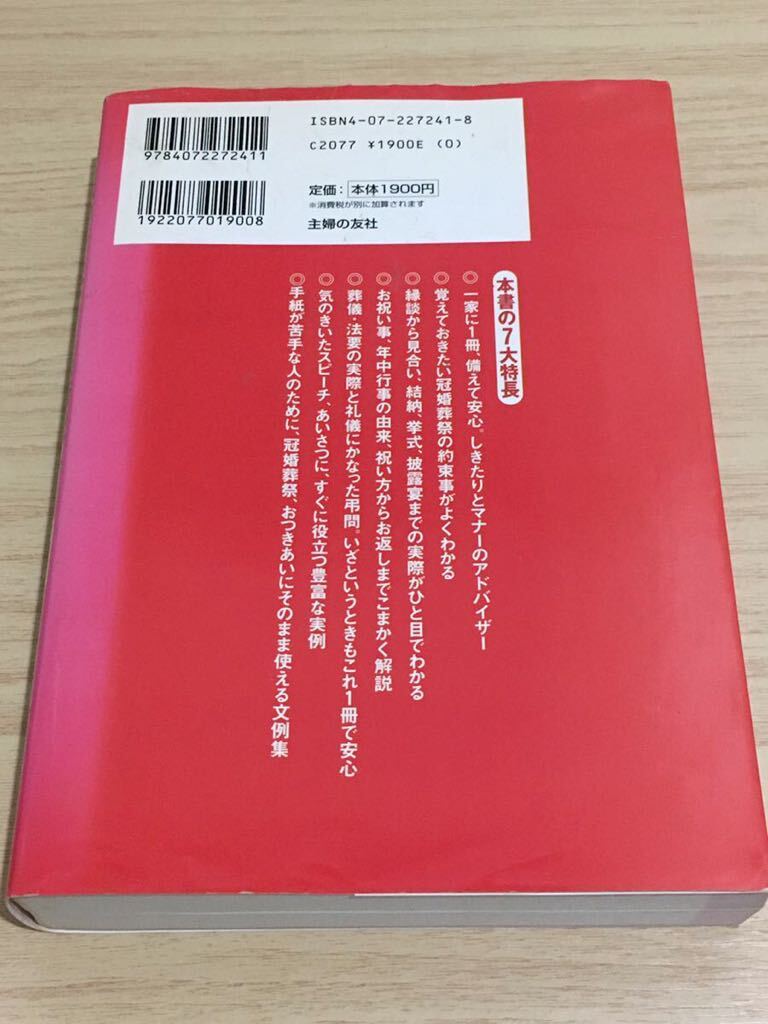 ISBN4-07-227241-8
C2077 ¥1900E (0)
9784072272411
定価：本体1900円
※消費税が別に加算されます
1922077019008
主婦の友社
本書の7大特長
◎一家に1冊、備えて安心。しきたりとマナーのアドバイザー
◎覚えておきたい冠婚葬祭の約束事がよくわかる
◎縁談から見合い、結納、挙式、披露宴までの実際がひと目でわかる
◎お祝い事、年中行事の由来、祝い方からお返しまでこまかく解説
◎葬儀・法要の実際と礼儀にかなった弔問。いざというときもこれ1冊で安心
◎気のきいたスピーチ、あいさつに、すぐに役立つ豊富な実例
◎手紙が苦手な人のために、冠婚葬祭、おつきあいにそのまま使える文例集